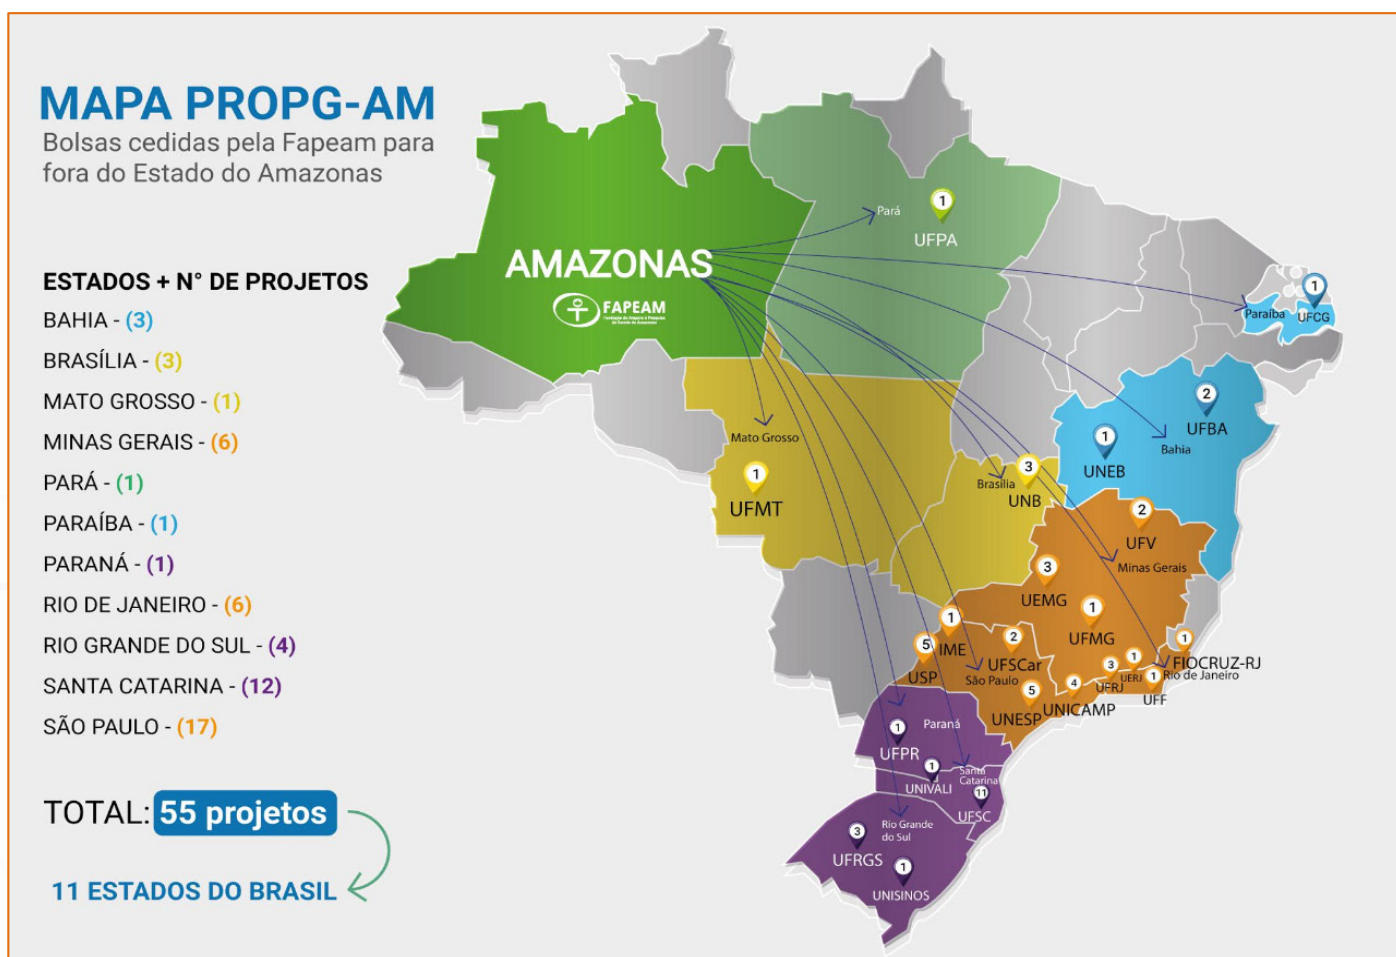 MAPA PROPG-AM
Bolsas cedidas pela Fapeam para
fora do Estado do Amazonas
ESTADOS + N° DE PROJETOS
BAHIA - (3)
BRASÍLIA - (3)
MATO GROSSO - (1)
MINAS GERAIS - (6)
PARÁ - (1)
PARAÍBA - (1)
PARANÁ - (1)
RIO DE JANEIRO - (6)
RIO GRANDE DO SUL - (4)
SANTA CATARINA - (12)
SÃO PAULO - (17)
TOTAL: 55 projetos
11 ESTADOS DO BRASIL
AMAZONAS
FAPEAM
Pará
1
UFPA
1
Paraíba
UFCG
2
UFBA
1
UNEB
Bahia
Mato Grosso
1
UFMT
3
Brasília
UNB
2
UFV
Minas Gerais
3
UEMG
1
UFMG
1
IME
5
USP
2
UFSCar
São Paulo
5
UNESP
4
UNICAMP
3
UFRJ
1
UERJ
1
FIOCRUZ-RJ
Rio de Janeiro
1
UFF
Paraná
1
UFPR
1
UNIVALI
Santa
Catarina
11
UFSC
Rio Grande
do Sul
3
UFRGS
1
UNISINOS